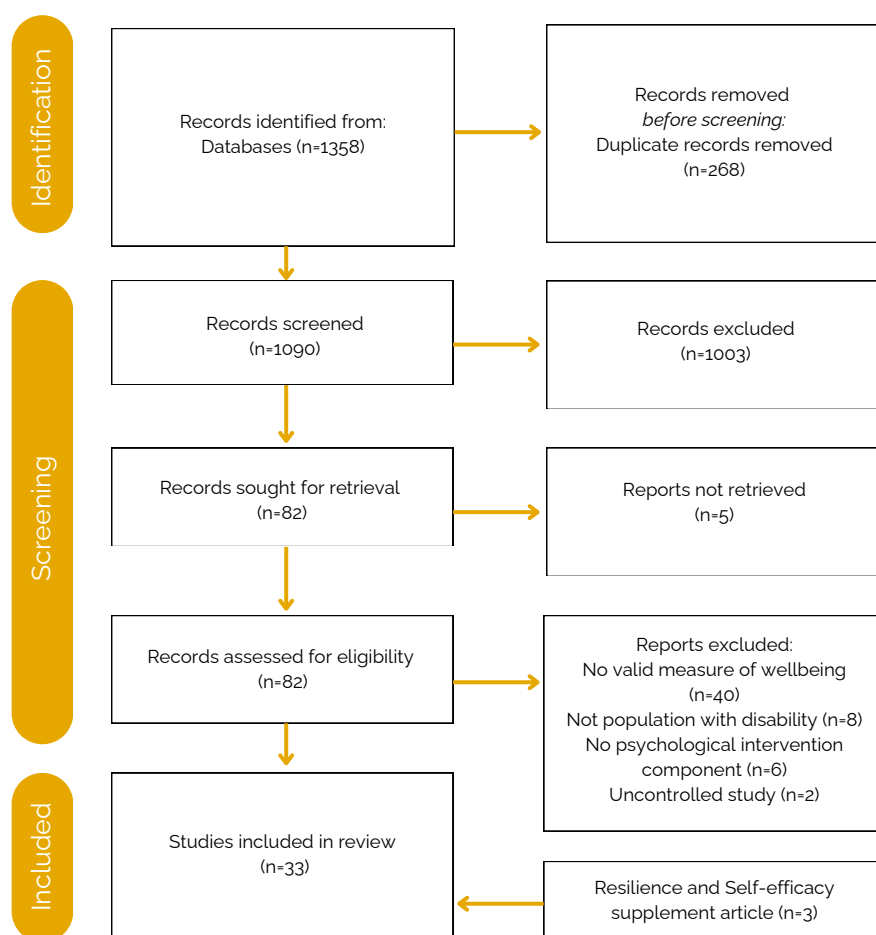 Identification
Records identified from:
Databases (n=1358)
Records removed
before screening:
Duplicate records removed
(n=268)
Screening
Records screened
(n=1090)
Records excluded
(n=1003)
Records sought for retrieval
(n=82)
Reports not retrieved
(n=5)
Records assessed for eligibility
(n=82)
Reports excluded:
No valid measure of wellbeing
(n=40)
Not population with disability (n=8)
No psychological intervention
component (n=6)
Uncontrolled study (n=2)
Included
Studies included in review
(n=33)
Resilience and Self-efficacy
supplement article (n=3)